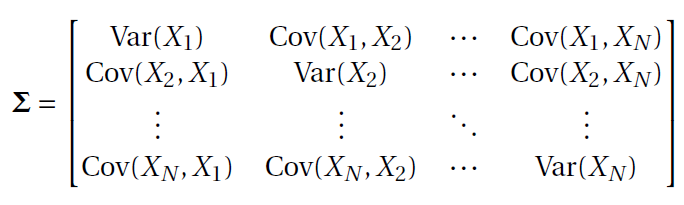 Var(X₁) Cov(X₁, X₂) ⋯ Cov(X₁, X_N)
Σ = Cov(X₂, X₁) Var(X₂) ⋯ Cov(X₂, X_N)
⋮ ⋮ ⋱ ⋮
Cov(X_N, X₁) Cov(X_N, X₂) ⋯ Var(X_N)